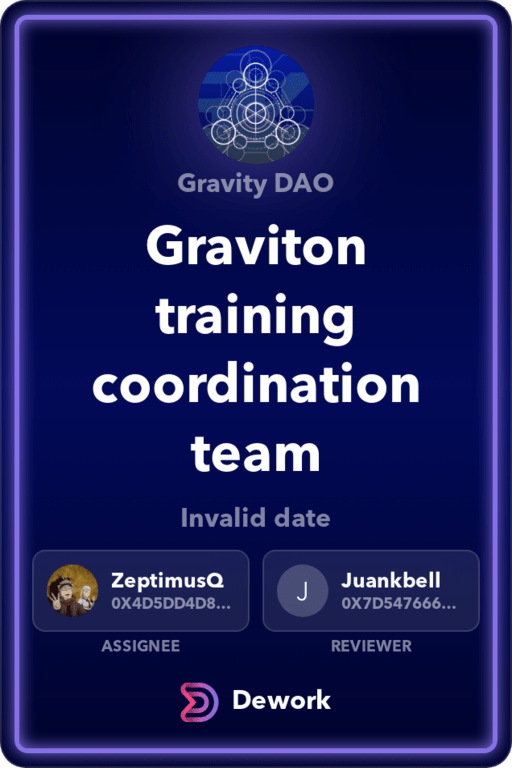 Gravity DAO
Graviton
training
coordination
team
Invalid date
ZeptimusQ
0X4D5DD4D8...
ASSIGNEE
J
Juankbell
0X7D547666...
REVIEWER
Dework